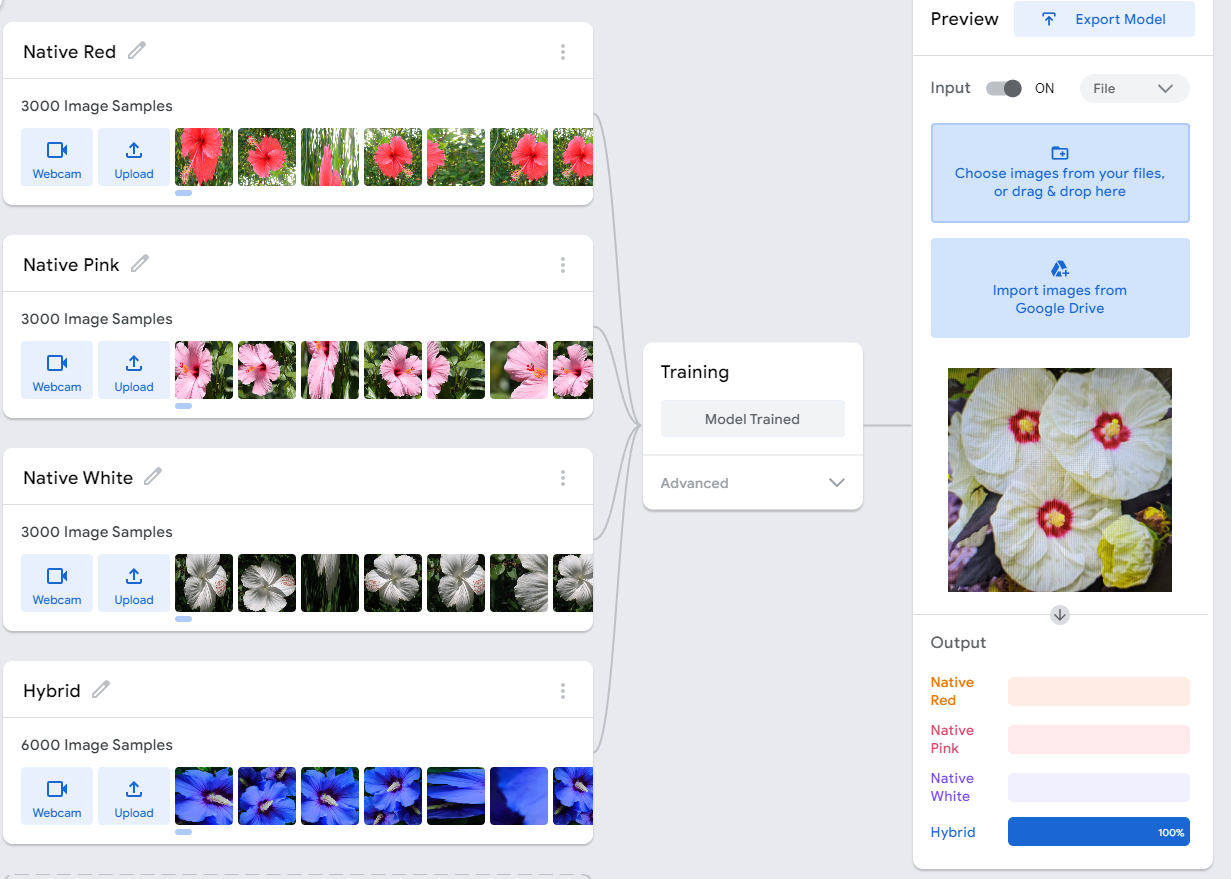 Native Red
3000 Image Samples
Webcam
Upload
Native Pink
3000 Image Samples
Webcam
Upload
Native White
3000 Image Samples
Webcam
Upload
Hybrid
6000 Image Samples
Webcam
Upload
Training
Model Trained
Advanced
Preview
Export Model
Input
ON
File
Choose images from your files,
or drag & drop here
Import images from
Google Drive
Output
Native
Red
Native
Pink
Native
White
Hybrid
100%